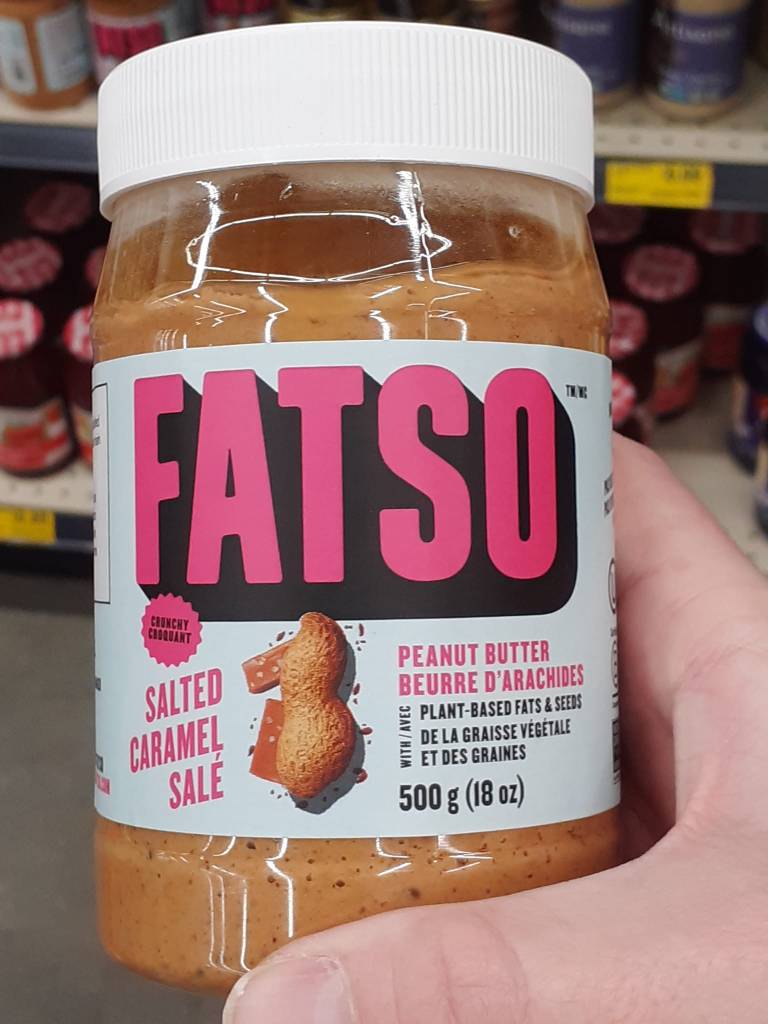 FATSO
TM/MC
CRUNCHY
CROQUANT
SALTED
CARAMEL
SALÉ
PEANUT BUTTER
BEURRE D'ARACHIDES
WITH/AVEC
PLANT-BASED FATS & SEEDS
DE LA GRAISSE VÉGÉTALE
ET DES GRAINES
500 g (18 oz)